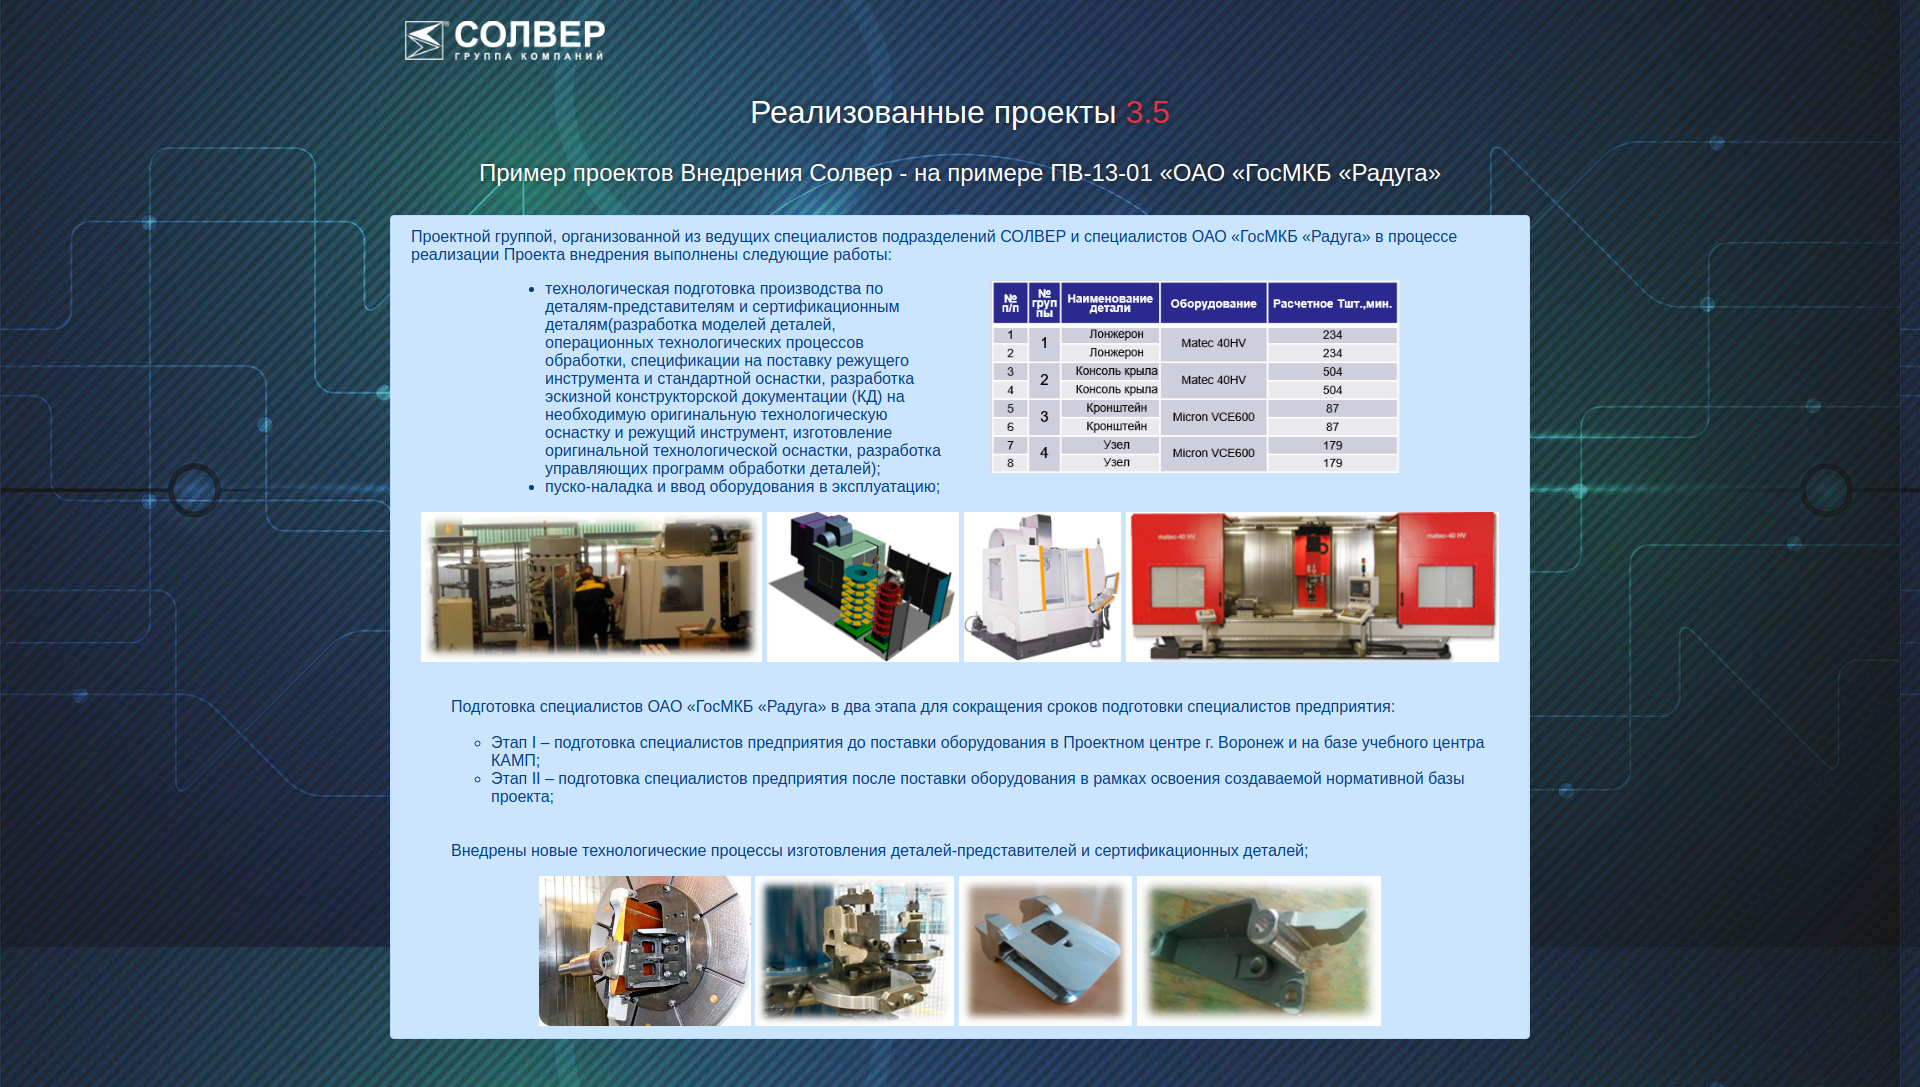 СОЛВЕР
ГРУППА КОМПАНИЙ
Реализованные проекты 3.5
Пример проектов Внедрения Солвер - на примере ПВ-13-01 «ОАО «ГосМКБ «Радуга»
Проектной группой, организованной из ведущих специалистов подразделений СОЛВЕР и специалистов ОАО «ГосМКБ «Радуга» в процессе
реализации Проекта внедрения выполнены следующие работы:
технологическая подготовка производства по
деталям-представителям и сертификационным
деталям(разработка моделей деталей,
операционных технологических процессов
обработки, спецификации на поставку режущего
инструмента и стандартной оснастки, разработка
эскизной конструкторской документации (КД) на
необходимую оригинальную технологическую
оснастку и режущий инструмент, изготовление
оригинальной технологической оснастки, разработка
управляющих программ обработки деталей);
пуско-наладка и ввод оборудования в эксплуатацию;
№ п/п № груп пы Наименование детали Оборудование Расчетное Тшт.,мин.
1 1 Лонжерон Matec 40HV 234
2 Лонжерон 234
3 2 Консоль крыла Matec 40HV 504
4 Консоль крыла 504
5 3 Кронштейн Micron VCE600 87
6 Кронштейн 87
7 4 Узел Micron VCE600 179
8 Узел 179
matec-40 HV matec-40 HV
Подготовка специалистов ОАО «ГосМКБ «Радуга» в два этапа для сокращения сроков подготовки специалистов предприятия:
Этап I – подготовка специалистов предприятия до поставки оборудования в Проектном центре г. Воронеж и на базе учебного центра
КАМП;
Этап II – подготовка специалистов предприятия после поставки оборудования в рамках освоения создаваемой нормативной базы
проекта;
Внедрены новые технологические процессы изготовления деталей-представителей и сертификационных деталей;